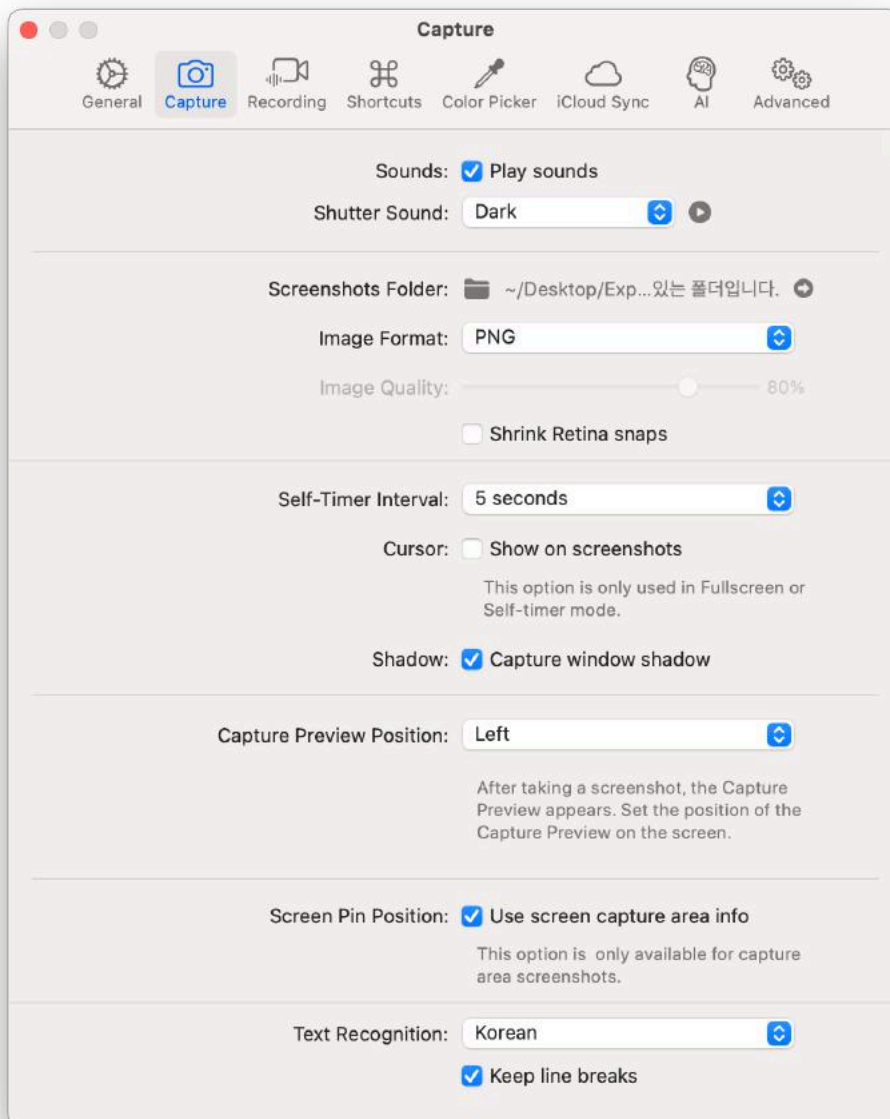 Capture
General Capture Recording Shortcuts Color Picker iCloud Sync AI Advanced
Sounds: Play sounds
Shutter Sound: Dark
Screenshots Folder: ~/Desktop/Exp...있는 폴더입니다.
Image Format: PNG
Image Quality: 80%
Shrink Retina snaps
Self-Timer Interval: 5 seconds
Cursor: Show on screenshots
This option is only used in Fullscreen or
Self-timer mode.
Shadow: Capture window shadow
Capture Preview Position: Left
After taking a screenshot, the Capture
Preview appears. Set the position of the
Capture Preview on the screen.
Screen Pin Position: Use screen capture area info
This option is  only available for capture
area screenshots.
Text Recognition: Korean
Keep line breaks